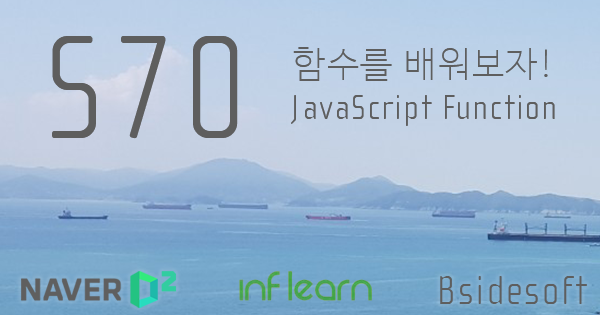 S70
함수를 배워보자!
JavaScript Function
NAVER D2
inflearn
Bsidesoft